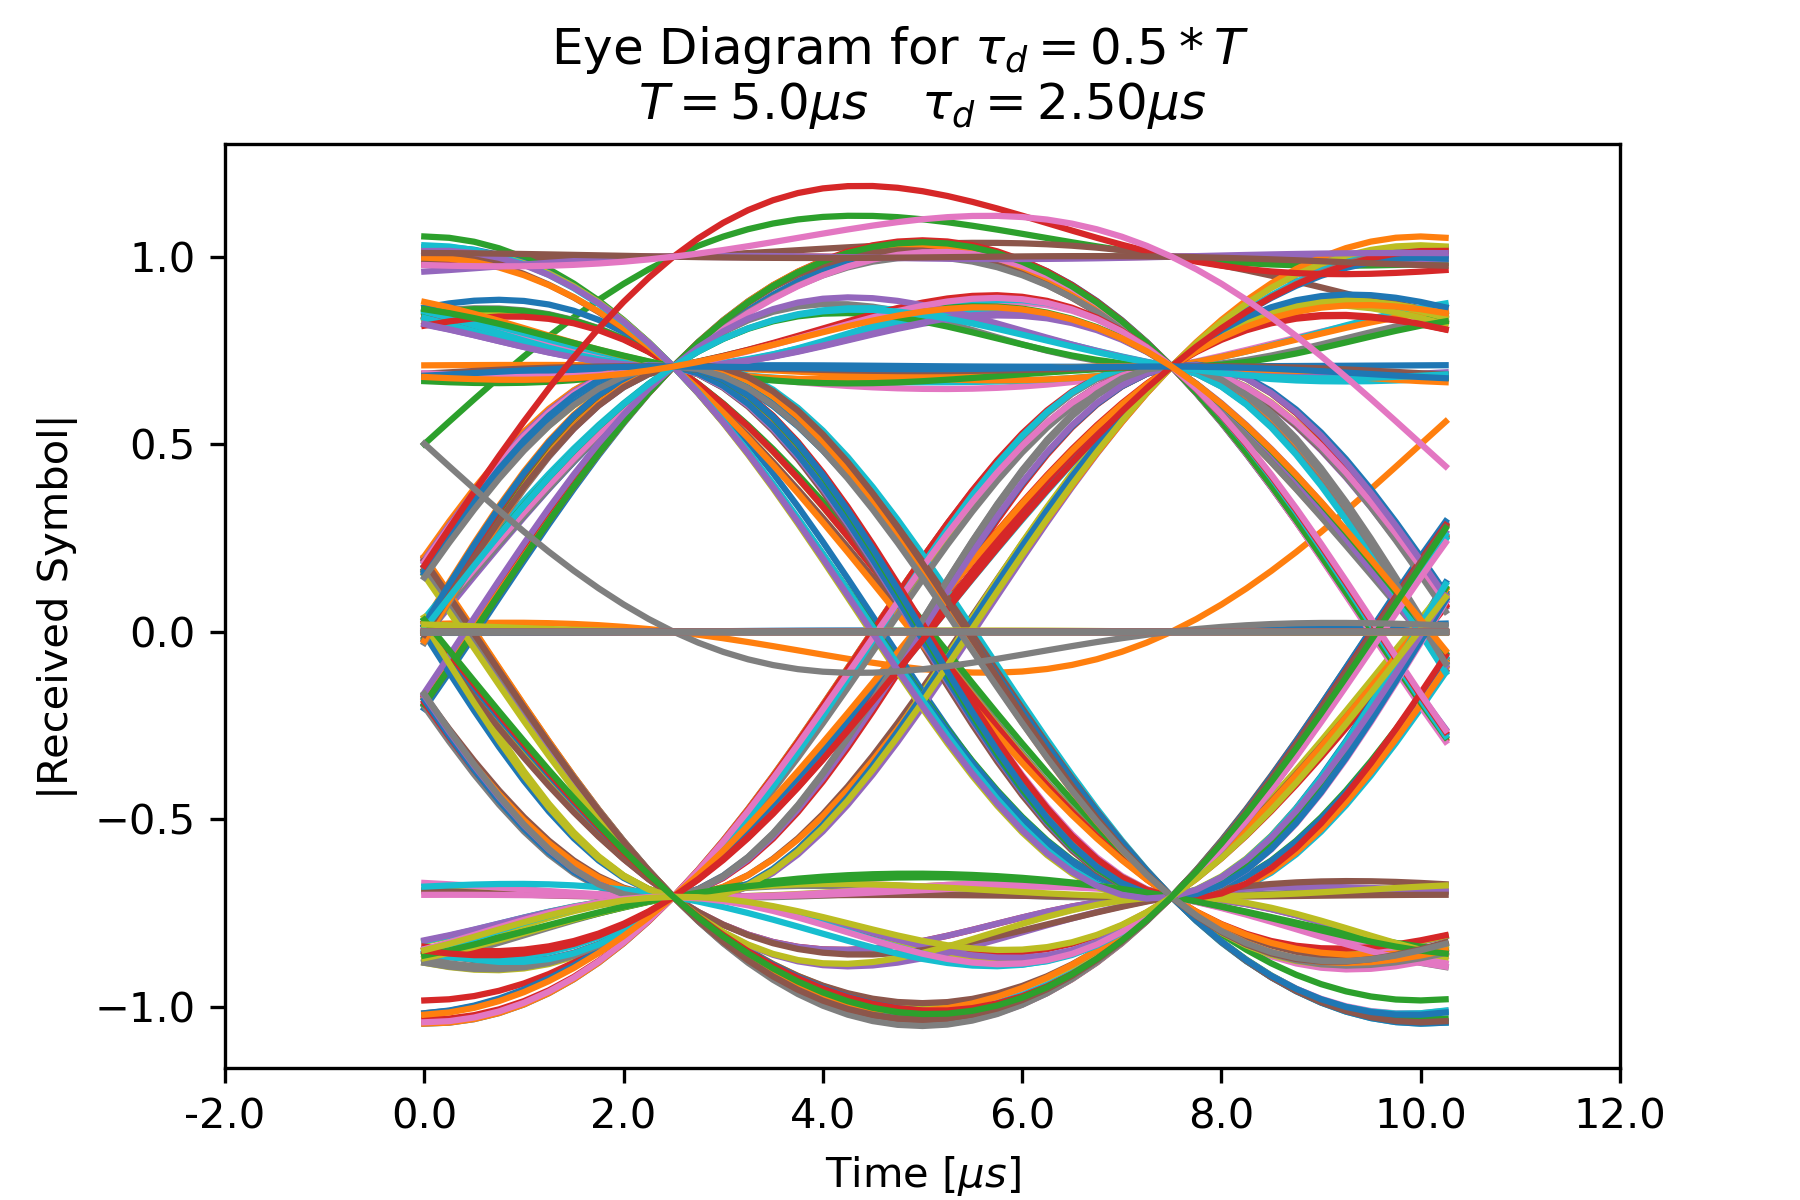 Eye Diagram for τ_d = 0.5 * T
T = 5.0μs τ_d = 2.50μs
1.0
0.5
0.0
−0.5
−1.0
|Received Symbol|
-2.0 0.0 2.0 4.0 6.0 8.0 10.0 12.0
Time [μs]